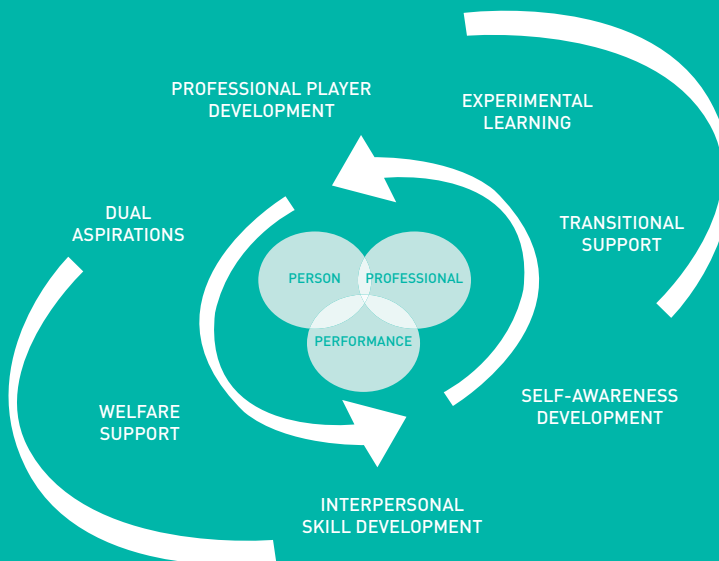 PROFESSIONAL PLAYER
DEVELOPMENT
EXPERIMENTAL
LEARNING
DUAL
ASPIRATIONS
TRANSITIONAL
SUPPORT
PERSON
PROFESSIONAL
PERFORMANCE
WELFARE
SUPPORT
SELF-AWARENESS
DEVELOPMENT
INTERPERSONAL
SKILL DEVELOPMENT